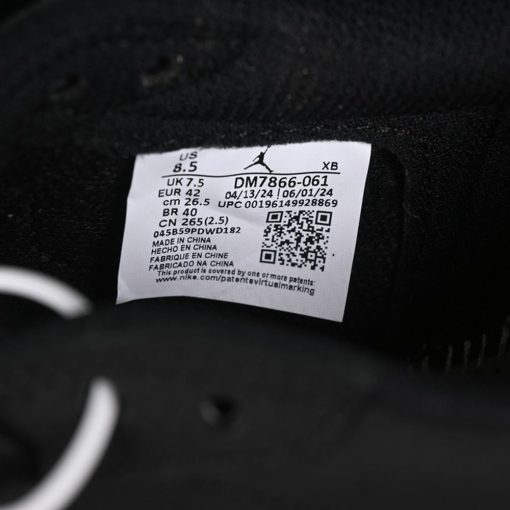 US
8.5
XB
UK 7.5
DM7866-061
EUR 42
04/13/24 | 06/01/24
cm 26.5
UPC 00196149928869
BR 40
CN 265(2.5)
045B59PDWD182
MADE IN CHINA
HECHO EN CHINA
FABRIQUE EN CHINE
FABRICADO NA CHINA
This product is covered by one or more patents:
www.nike.com/patentsvirtualmarking